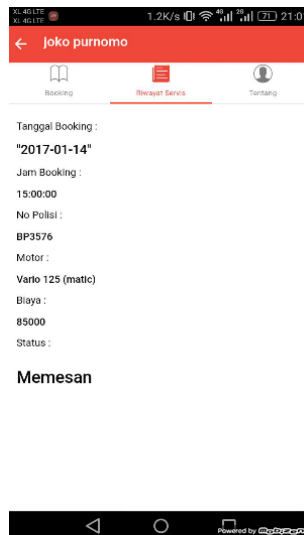 XL 4G LTE
XL 4G LTE
1.2K/s 4G 2G 71 21:01
joko purnomo
Booking
Riwayat Servis
Tentang
Tanggal Booking :
"2017-01-14"
Jam Booking :
15:00:00
No Polisi :
BP3576
Motor :
Vario 125 (matic)
Biaya :
85000
Status :
Memesan
Powered by Mobizen